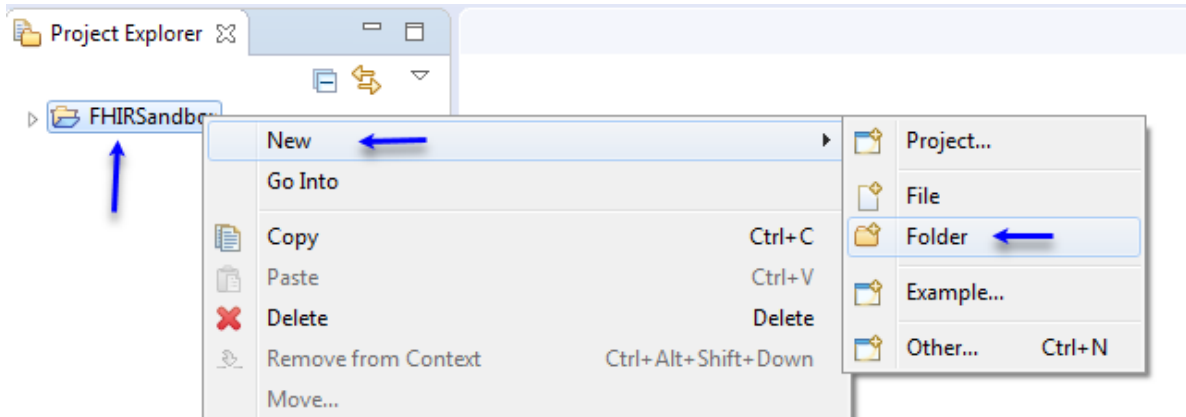 Project Explorer
FHIRSandbox
New
Go Into
Copy Ctrl+C
Paste Ctrl+V
Delete Delete
Remove from Context Ctrl+Alt+Shift+Down
Move...
Project...
File
Folder
Example...
Other... Ctrl+N